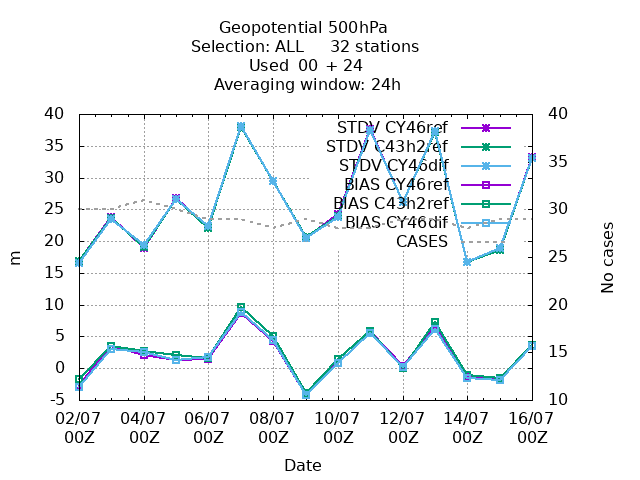 Geopotential 500hPa
Selection: ALL     32 stations
Used  00 + 24
Averaging window: 24h
40
35
30
25
20
15
10
5
0
-5
40
35
30
25
20
15
10
m
No cases
STDV CY46ref
STDV C43h2ref
STDV CY46dif
BIAS CY46ref
BIAS C43h2ref
BIAS CY46dif
CASES
02/07 04/07 06/07 08/07 10/07 12/07 14/07 16/07
00Z 00Z 00Z 00Z 00Z 00Z 00Z 00Z
Date